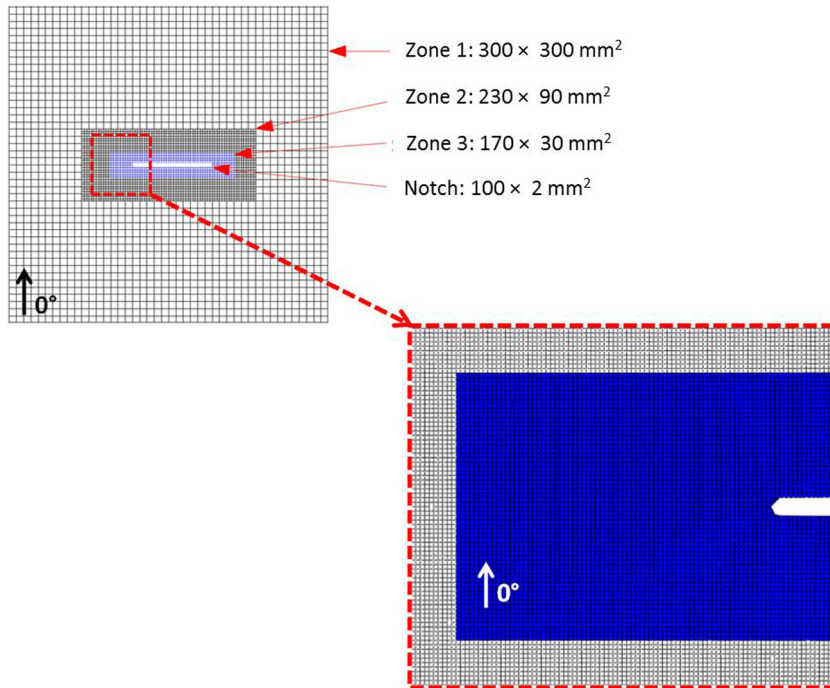 Zone 1: 300 × 300 mm²
Zone 2: 230 × 90 mm²
Zone 3: 170 × 30 mm²
Notch: 100 × 2 mm²
0°
0°